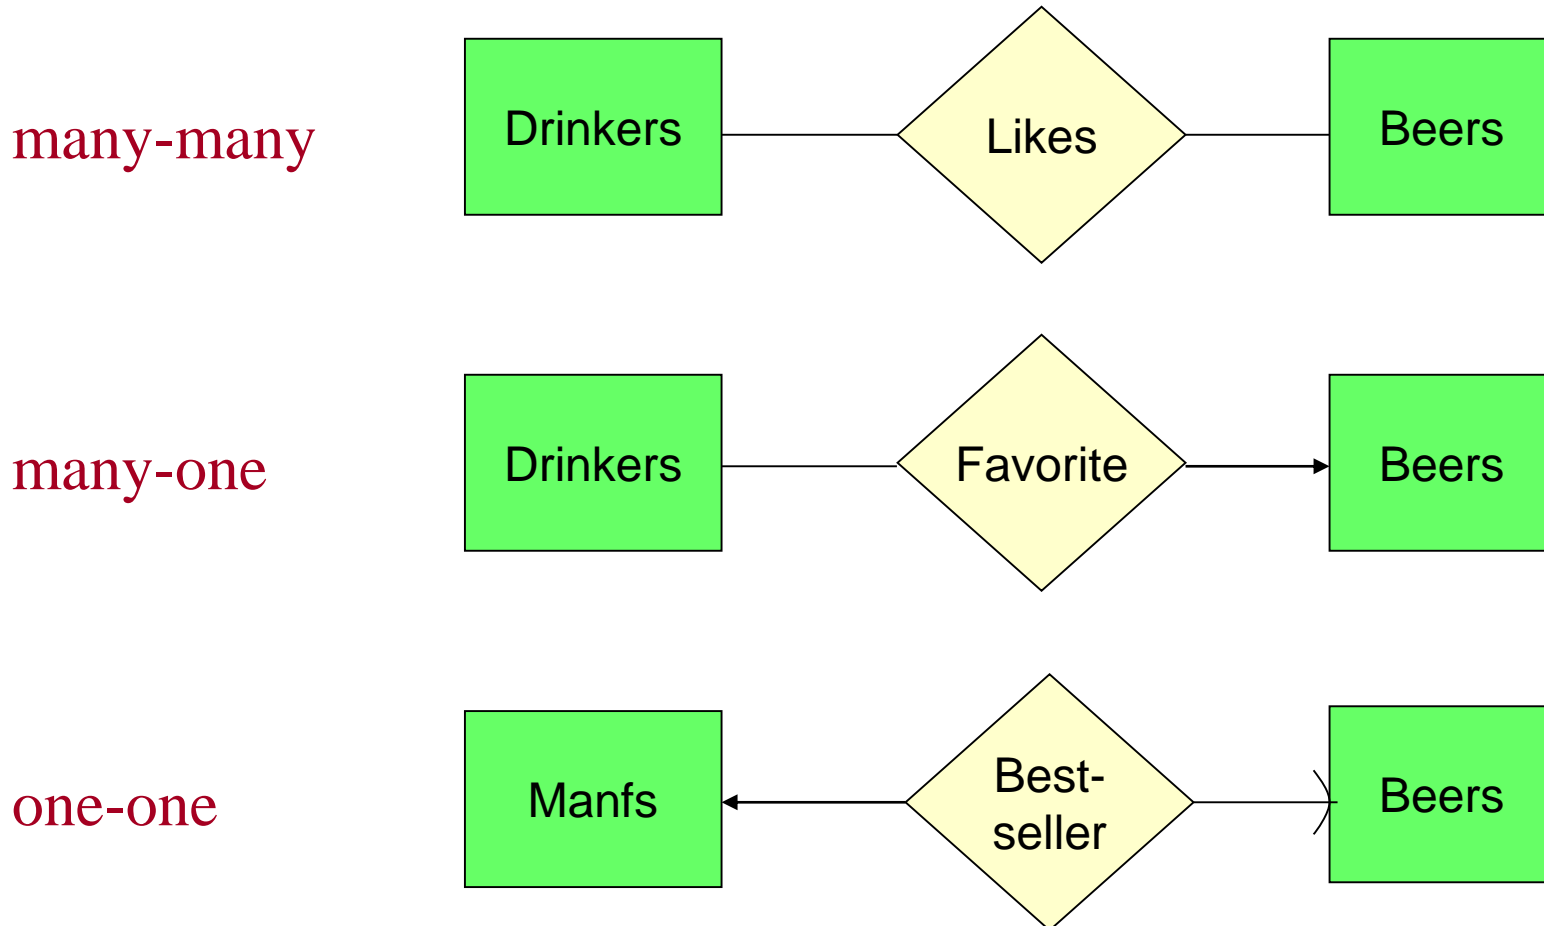 many-many
Drinkers
Likes
Beers
many-one
Drinkers
Favorite
Beers
one-one
Manfs
Best-
seller
Beers